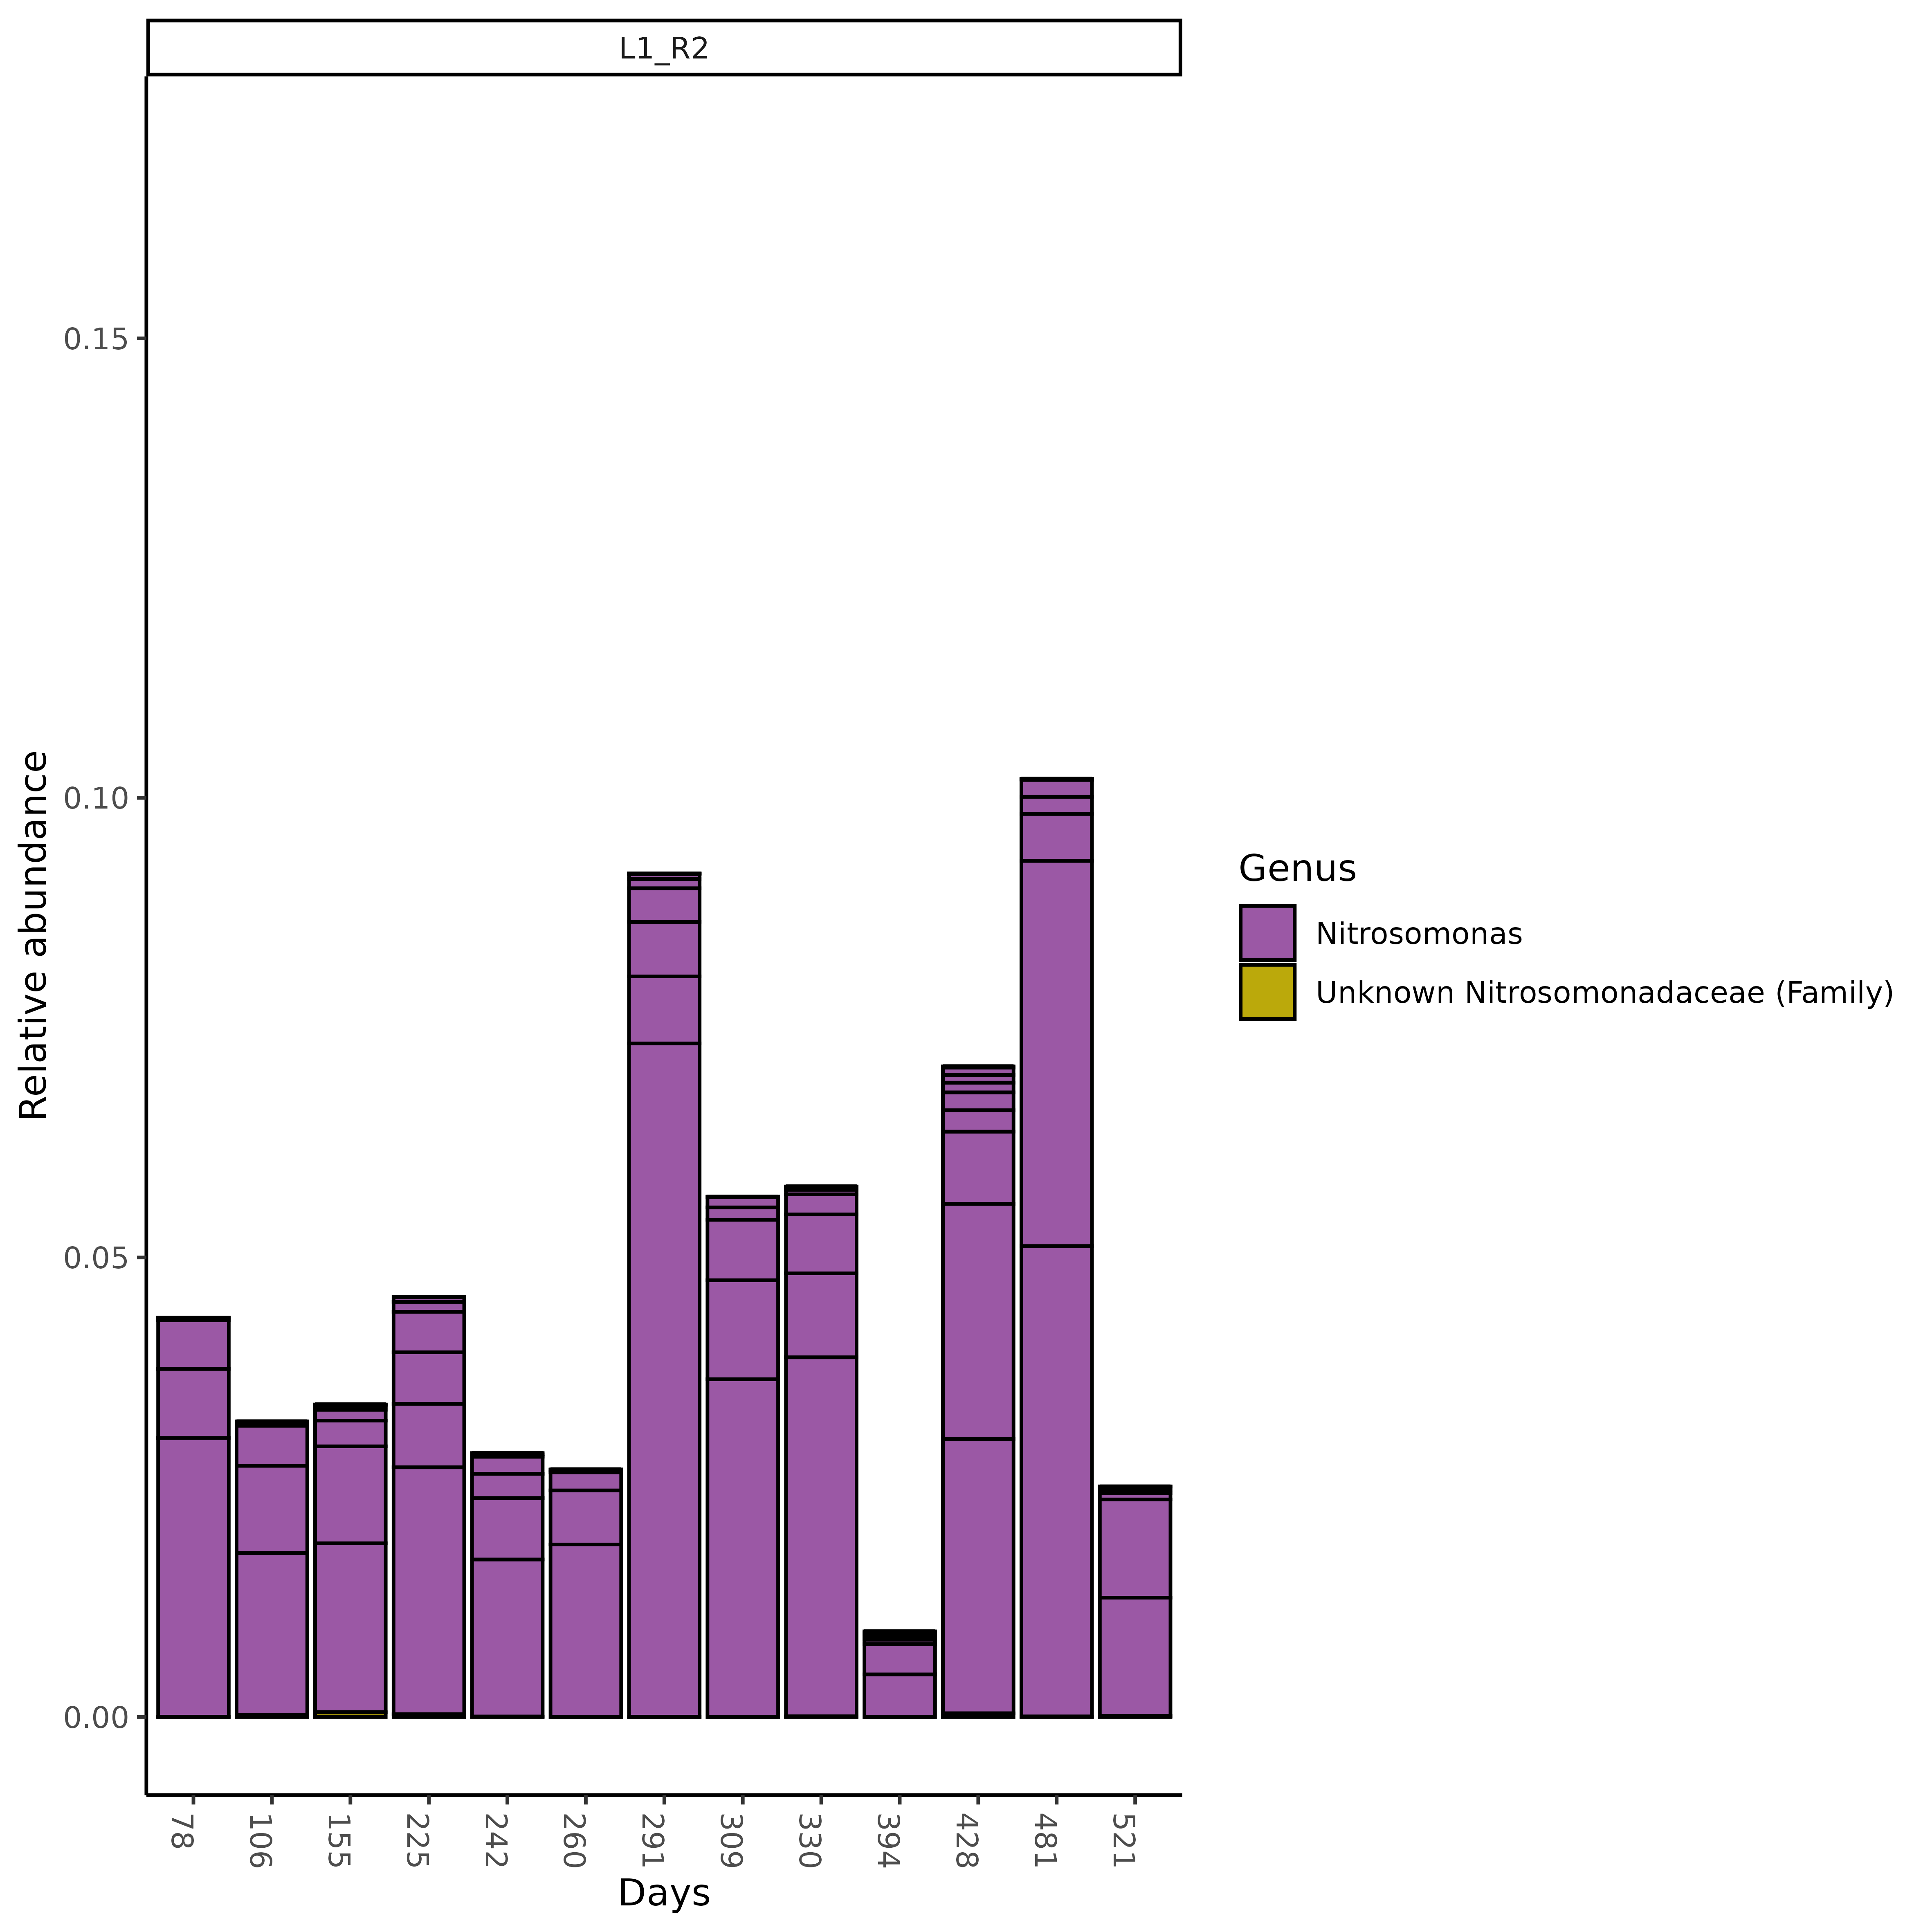 L1_R2
0.15
0.10
0.05
0.00
Relative abundance
78
106
155
225
242
260
291
309
330
394
428
481
521
Days
Genus
Nitrosomonas
Unknown Nitrosomonadaceae (Family)